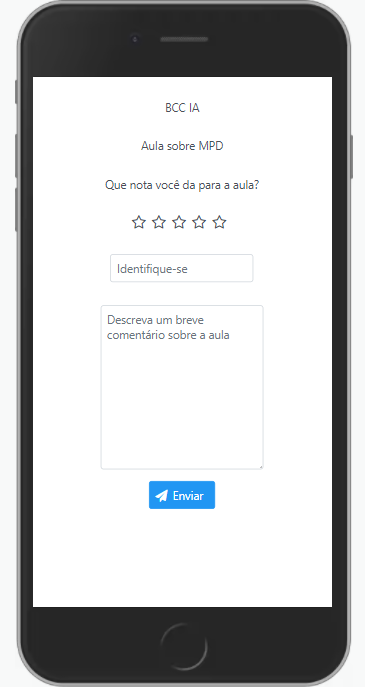 BCC IA
Aula sobre MPD
Que nota você da para a aula?
Identifique-se
Descreva um breve
comentário sobre a aula
Enviar